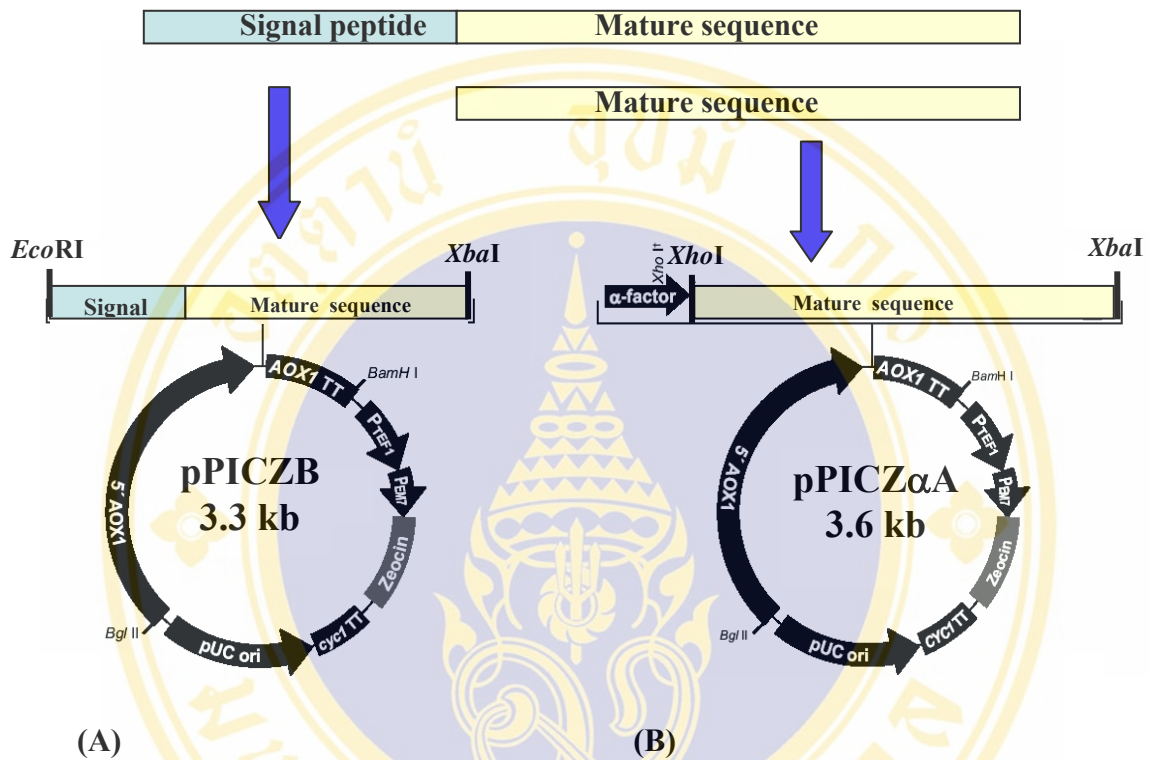 Signal peptide Mature sequence
Mature sequence
EcoRI
XbaI
Signal Mature sequence
α-factor
Xho I†
XhoI
XbaI
Mature sequence
AOX1 TT
BamH I
PTEF1
PEM7
Zeocin
cyc1 TT
pUC ori
Bgl II
5´ AOX1
pPICZB
3.3 kb
AOX1 TT
BamH I
PTEF1
PEM7
Zeocin
CYC1 TT
pUC ori
Bgl II
5´ AOX1
pPICZαA
3.6 kb
(A)
(B)